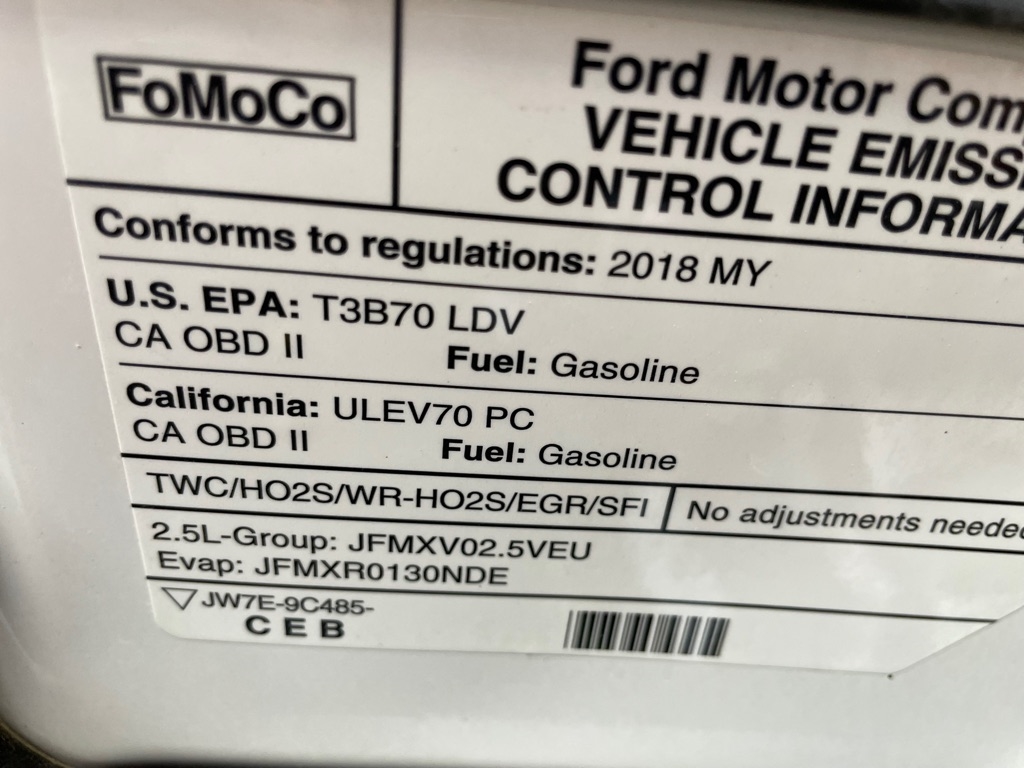 FoMoCo
Ford Motor Com
VEHICLE EMISS
CONTROL INFORMA
Conforms to regulations: 2018 MY
U.S. EPA: T3B70 LDV
CA OBD II Fuel: Gasoline
California: ULEV70 PC
CA OBD II Fuel: Gasoline
TWC/HO2S/WR-HO2S/EGR/SFI No adjustments needed
2.5L-Group: JFMXV02.5VEU
Evap: JFMXR0130NDE
JW7E-9C485-
C E B